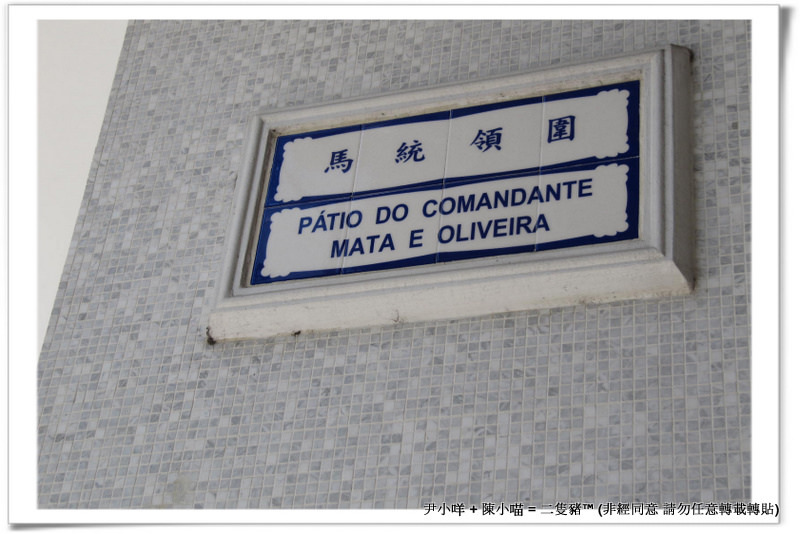 馬統領圍
PÁTIO DO COMANDANTE
MATA E OLIVEIRA
尹小咩 + 陳小喵 = 二隻豬™ (非經同意 請勿任意轉載轉貼)